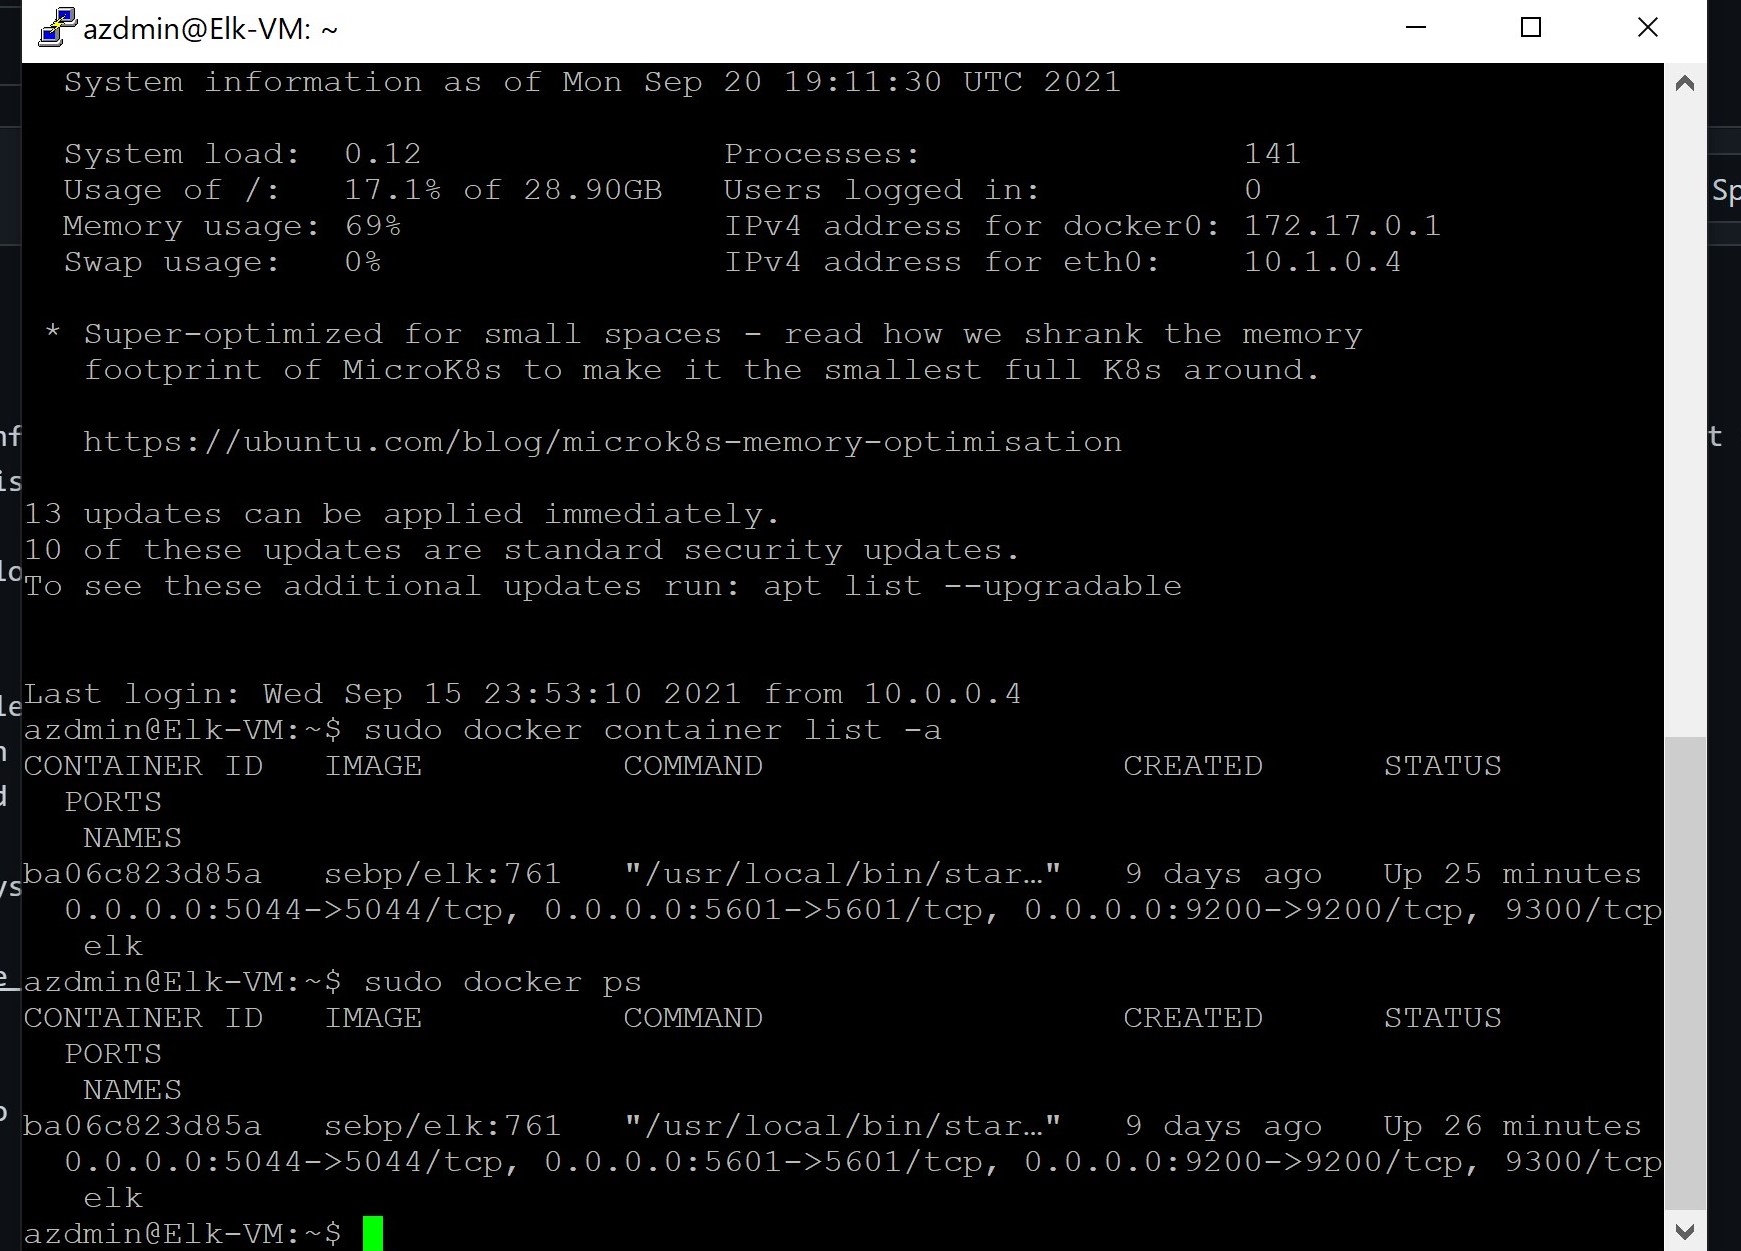 azdmin@Elk-VM: ~
System information as of Mon Sep 20 19:11:30 UTC 2021
System load: 0.12 Processes: 141
Usage of /: 17.1% of 28.90GB Users logged in: 0
Memory usage: 69% IPv4 address for docker0: 172.17.0.1
Swap usage: 0% IPv4 address for eth0: 10.1.0.4
* Super-optimized for small spaces - read how we shrank the memory
footprint of MicroK8s to make it the smallest full K8s around.
https://ubuntu.com/blog/microk8s-memory-optimisation
13 updates can be applied immediately.
10 of these updates are standard security updates.
To see these additional updates run: apt list --upgradable
Last login: Wed Sep 15 23:53:10 2021 from 10.0.0.4
azdmin@Elk-VM:~$ sudo docker container list -a
CONTAINER ID IMAGE COMMAND CREATED STATUS
PORTS
NAMES
ba06c823d85a sebp/elk:761 "/usr/local/bin/star…" 9 days ago Up 25 minutes
0.0.0.0:5044->5044/tcp, 0.0.0.0:5601->5601/tcp, 0.0.0.0:9200->9200/tcp, 9300/tcp
elk
azdmin@Elk-VM:~$ sudo docker ps
CONTAINER ID IMAGE COMMAND CREATED STATUS
PORTS
NAMES
ba06c823d85a sebp/elk:761 "/usr/local/bin/star…" 9 days ago Up 26 minutes
0.0.0.0:5044->5044/tcp, 0.0.0.0:5601->5601/tcp, 0.0.0.0:9200->9200/tcp, 9300/tcp
elk
azdmin@Elk-VM:~$